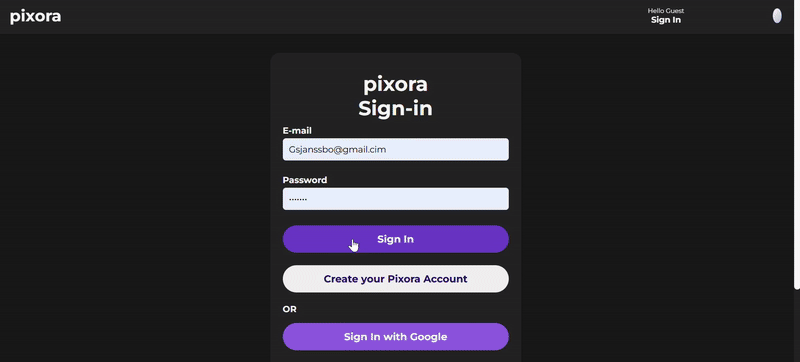 pixora
Hello Guest
Sign In
pixora
Sign-in
E-mail
Gsjanssbo@gmail.cim
Password
Sign In
Create your Pixora Account
OR
Sign In with Google